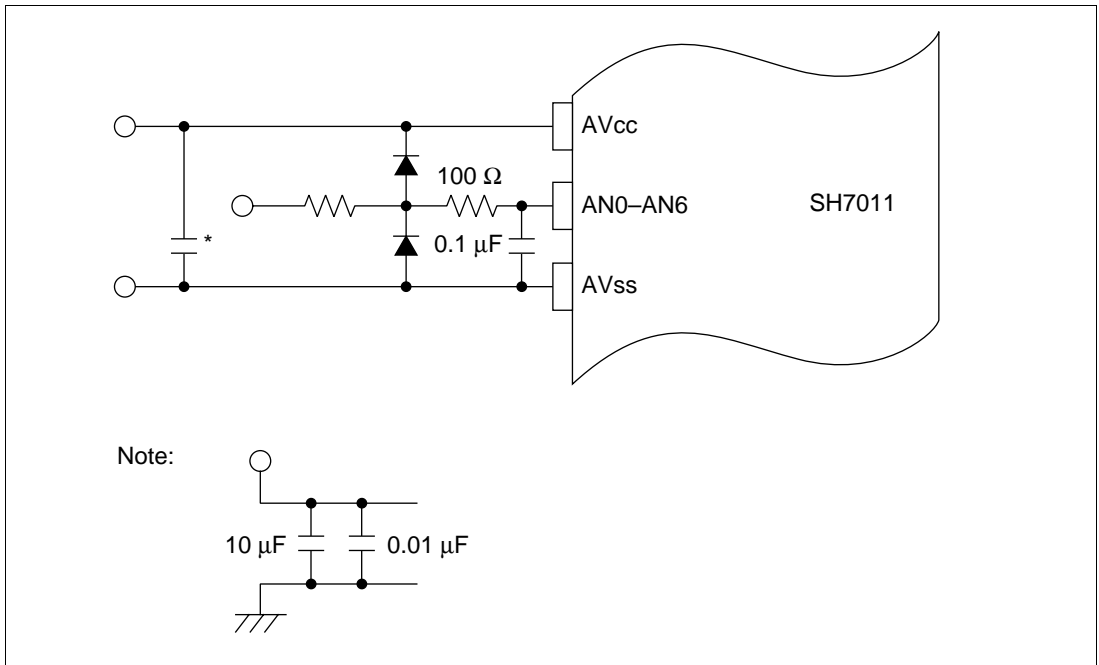 AVcc
100 Ω
AN0–AN6
SH7011
*
0.1 μF
AVss
Note:
10 μF
0.01 μF